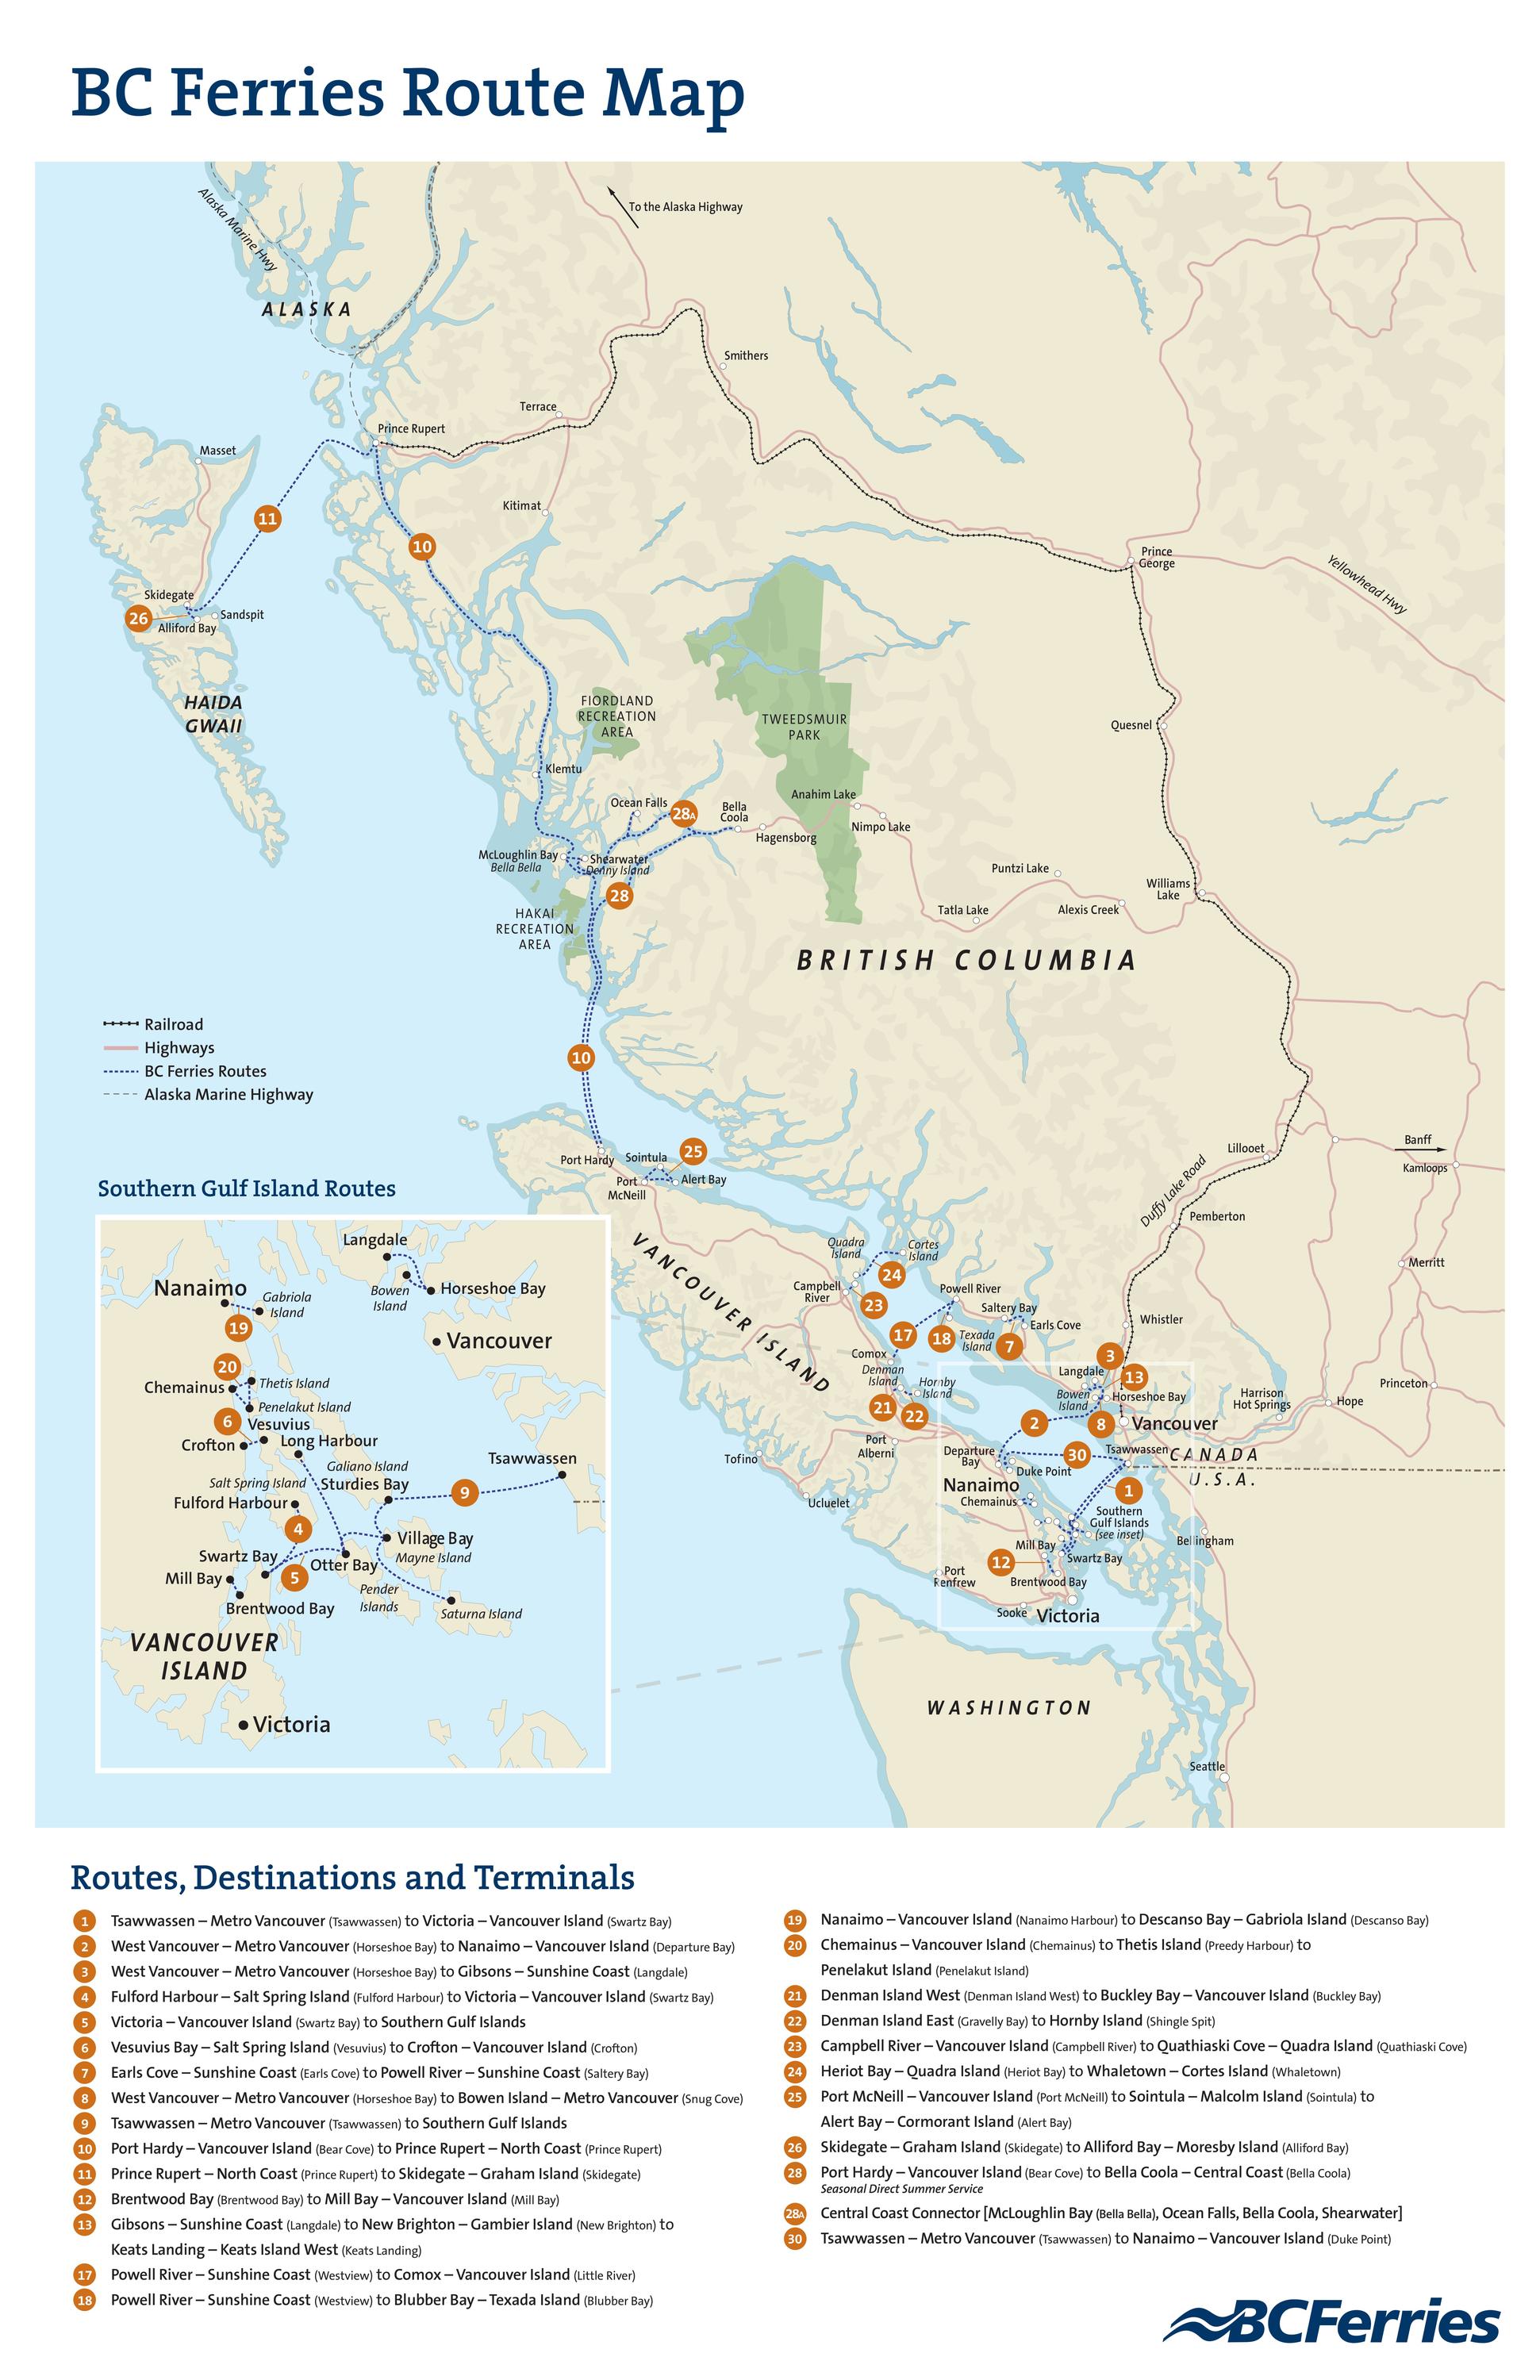 BC Ferries Route Map
To the Alaska Highway
Alaska Marine Hwy
ALASKA
Smithers
Terrace
Prince Rupert
Masset
Kitimat
11
10
Prince
George
Yellowhead Hwy
Skidegate
26
Sandspit
Alliford Bay
HAIDA
GWAII
FIORDLAND
RECREATION
AREA
TWEEDSMUIR
PARK
Quesnel
Klemtu
Anahim Lake
Ocean Falls
28A
Bella
Coola
Nimpo Lake
Hagensborg
McLoughlin Bay
Bella Bella
Shearwater
Denny Island
28
Puntzi Lake
Williams
Lake
Tatla Lake
Alexis Creek
HAKAI
RECREATION
AREA
BRITISH COLUMBIA
Railroad
Highways
BC Ferries Routes
Alaska Marine Highway
10
Port Hardy
Sointula
25
Port
McNeill
Alert Bay
Lillooet
Banff
Kamloops
Duffy Lake Road
Pemberton
VANCOUVER ISLAND
Quadra
Island
Cortes
Island
24
Campbell
River
23
Merritt
Powell River
Saltery Bay
Earls Cove
Whistler
17
18
Texada
Island
7
3
Comox
Denman
Island
Hornby
Island
Langdale
13
Bowen
Island
Horseshoe Bay
Harrison
Hot Springs
Hope
Princeton
21
22
2
8
Vancouver
Port
Alberni
Tofino
Departure
Bay
30
Tsawwassen
CANADA
U.S.A.
Duke Point
Nanaimo
Chemainus
1
Ucluelet
Southern
Gulf Islands
(see inset)
Bellingham
Mill Bay
12
Swartz Bay
Port
Renfrew
Brentwood Bay
Sooke
Victoria
WASHINGTON
Seattle
Southern Gulf Island Routes
Langdale
Nanaimo
Gabriola
Island
Bowen
Island
Horseshoe Bay
19
Vancouver
20
Chemainus
Thetis Island
Penelakut Island
6
Vesuvius
Crofton
Long Harbour
Galiano Island
Tsawwassen
Salt Spring Island
Sturdies Bay
9
Fulford Harbour
4
Village Bay
Mayne Island
Swartz Bay
Otter Bay
Mill Bay
5
Pender
Islands
Brentwood Bay
Saturna Island
VANCOUVER
ISLAND
Victoria
Routes, Destinations and Terminals
1 Tsawwassen – Metro Vancouver (Tsawwassen) to Victoria – Vancouver Island (Swartz Bay)
2 West Vancouver – Metro Vancouver (Horseshoe Bay) to Nanaimo – Vancouver Island (Departure Bay)
3 West Vancouver – Metro Vancouver (Horseshoe Bay) to Gibsons – Sunshine Coast (Langdale)
4 Fulford Harbour – Salt Spring Island (Fulford Harbour) to Victoria – Vancouver Island (Swartz Bay)
5 Victoria – Vancouver Island (Swartz Bay) to Southern Gulf Islands
6 Vesuvius Bay – Salt Spring Island (Vesuvius) to Crofton – Vancouver Island (Crofton)
7 Earls Cove – Sunshine Coast (Earls Cove) to Powell River – Sunshine Coast (Saltery Bay)
8 West Vancouver – Metro Vancouver (Horseshoe Bay) to Bowen Island – Metro Vancouver (Snug Cove)
9 Tsawwassen – Metro Vancouver (Tsawwassen) to Southern Gulf Islands
10 Port Hardy – Vancouver Island (Bear Cove) to Prince Rupert – North Coast (Prince Rupert)
11 Prince Rupert – North Coast (Prince Rupert) to Skidegate – Graham Island (Skidegate)
12 Brentwood Bay (Brentwood Bay) to Mill Bay – Vancouver Island (Mill Bay)
13 Gibsons – Sunshine Coast (Langdale) to New Brighton – Gambier Island (New Brighton) to
Keats Landing – Keats Island West (Keats Landing)
17 Powell River – Sunshine Coast (Westview) to Comox – Vancouver Island (Little River)
18 Powell River – Sunshine Coast (Westview) to Blubber Bay – Texada Island (Blubber Bay)
19 Nanaimo – Vancouver Island (Nanaimo Harbour) to Descanso Bay – Gabriola Island (Descanso Bay)
20 Chemainus – Vancouver Island (Chemainus) to Thetis Island (Preedy Harbour) to
Penelakut Island (Penelakut Island)
21 Denman Island West (Denman Island West) to Buckley Bay – Vancouver Island (Buckley Bay)
22 Denman Island East (Gravelly Bay) to Hornby Island (Shingle Spit)
23 Campbell River – Vancouver Island (Campbell River) to Quathiaski Cove – Quadra Island (Quathiaski Cove)
24 Heriot Bay – Quadra Island (Heriot Bay) to Whaletown – Cortes Island (Whaletown)
25 Port McNeill – Vancouver Island (Port McNeill) to Sointula – Malcolm Island (Sointula) to
Alert Bay – Cormorant Island (Alert Bay)
26 Skidegate – Graham Island (Skidegate) to Alliford Bay – Moresby Island (Alliford Bay)
28 Port Hardy – Vancouver Island (Bear Cove) to Bella Coola – Central Coast (Bella Coola)
Seasonal Direct Summer Service
28A Central Coast Connector [McLoughlin Bay (Bella Bella), Ocean Falls, Bella Coola, Shearwater]
30 Tsawwassen – Metro Vancouver (Tsawwassen) to Nanaimo – Vancouver Island (Duke Point)
BCFerries